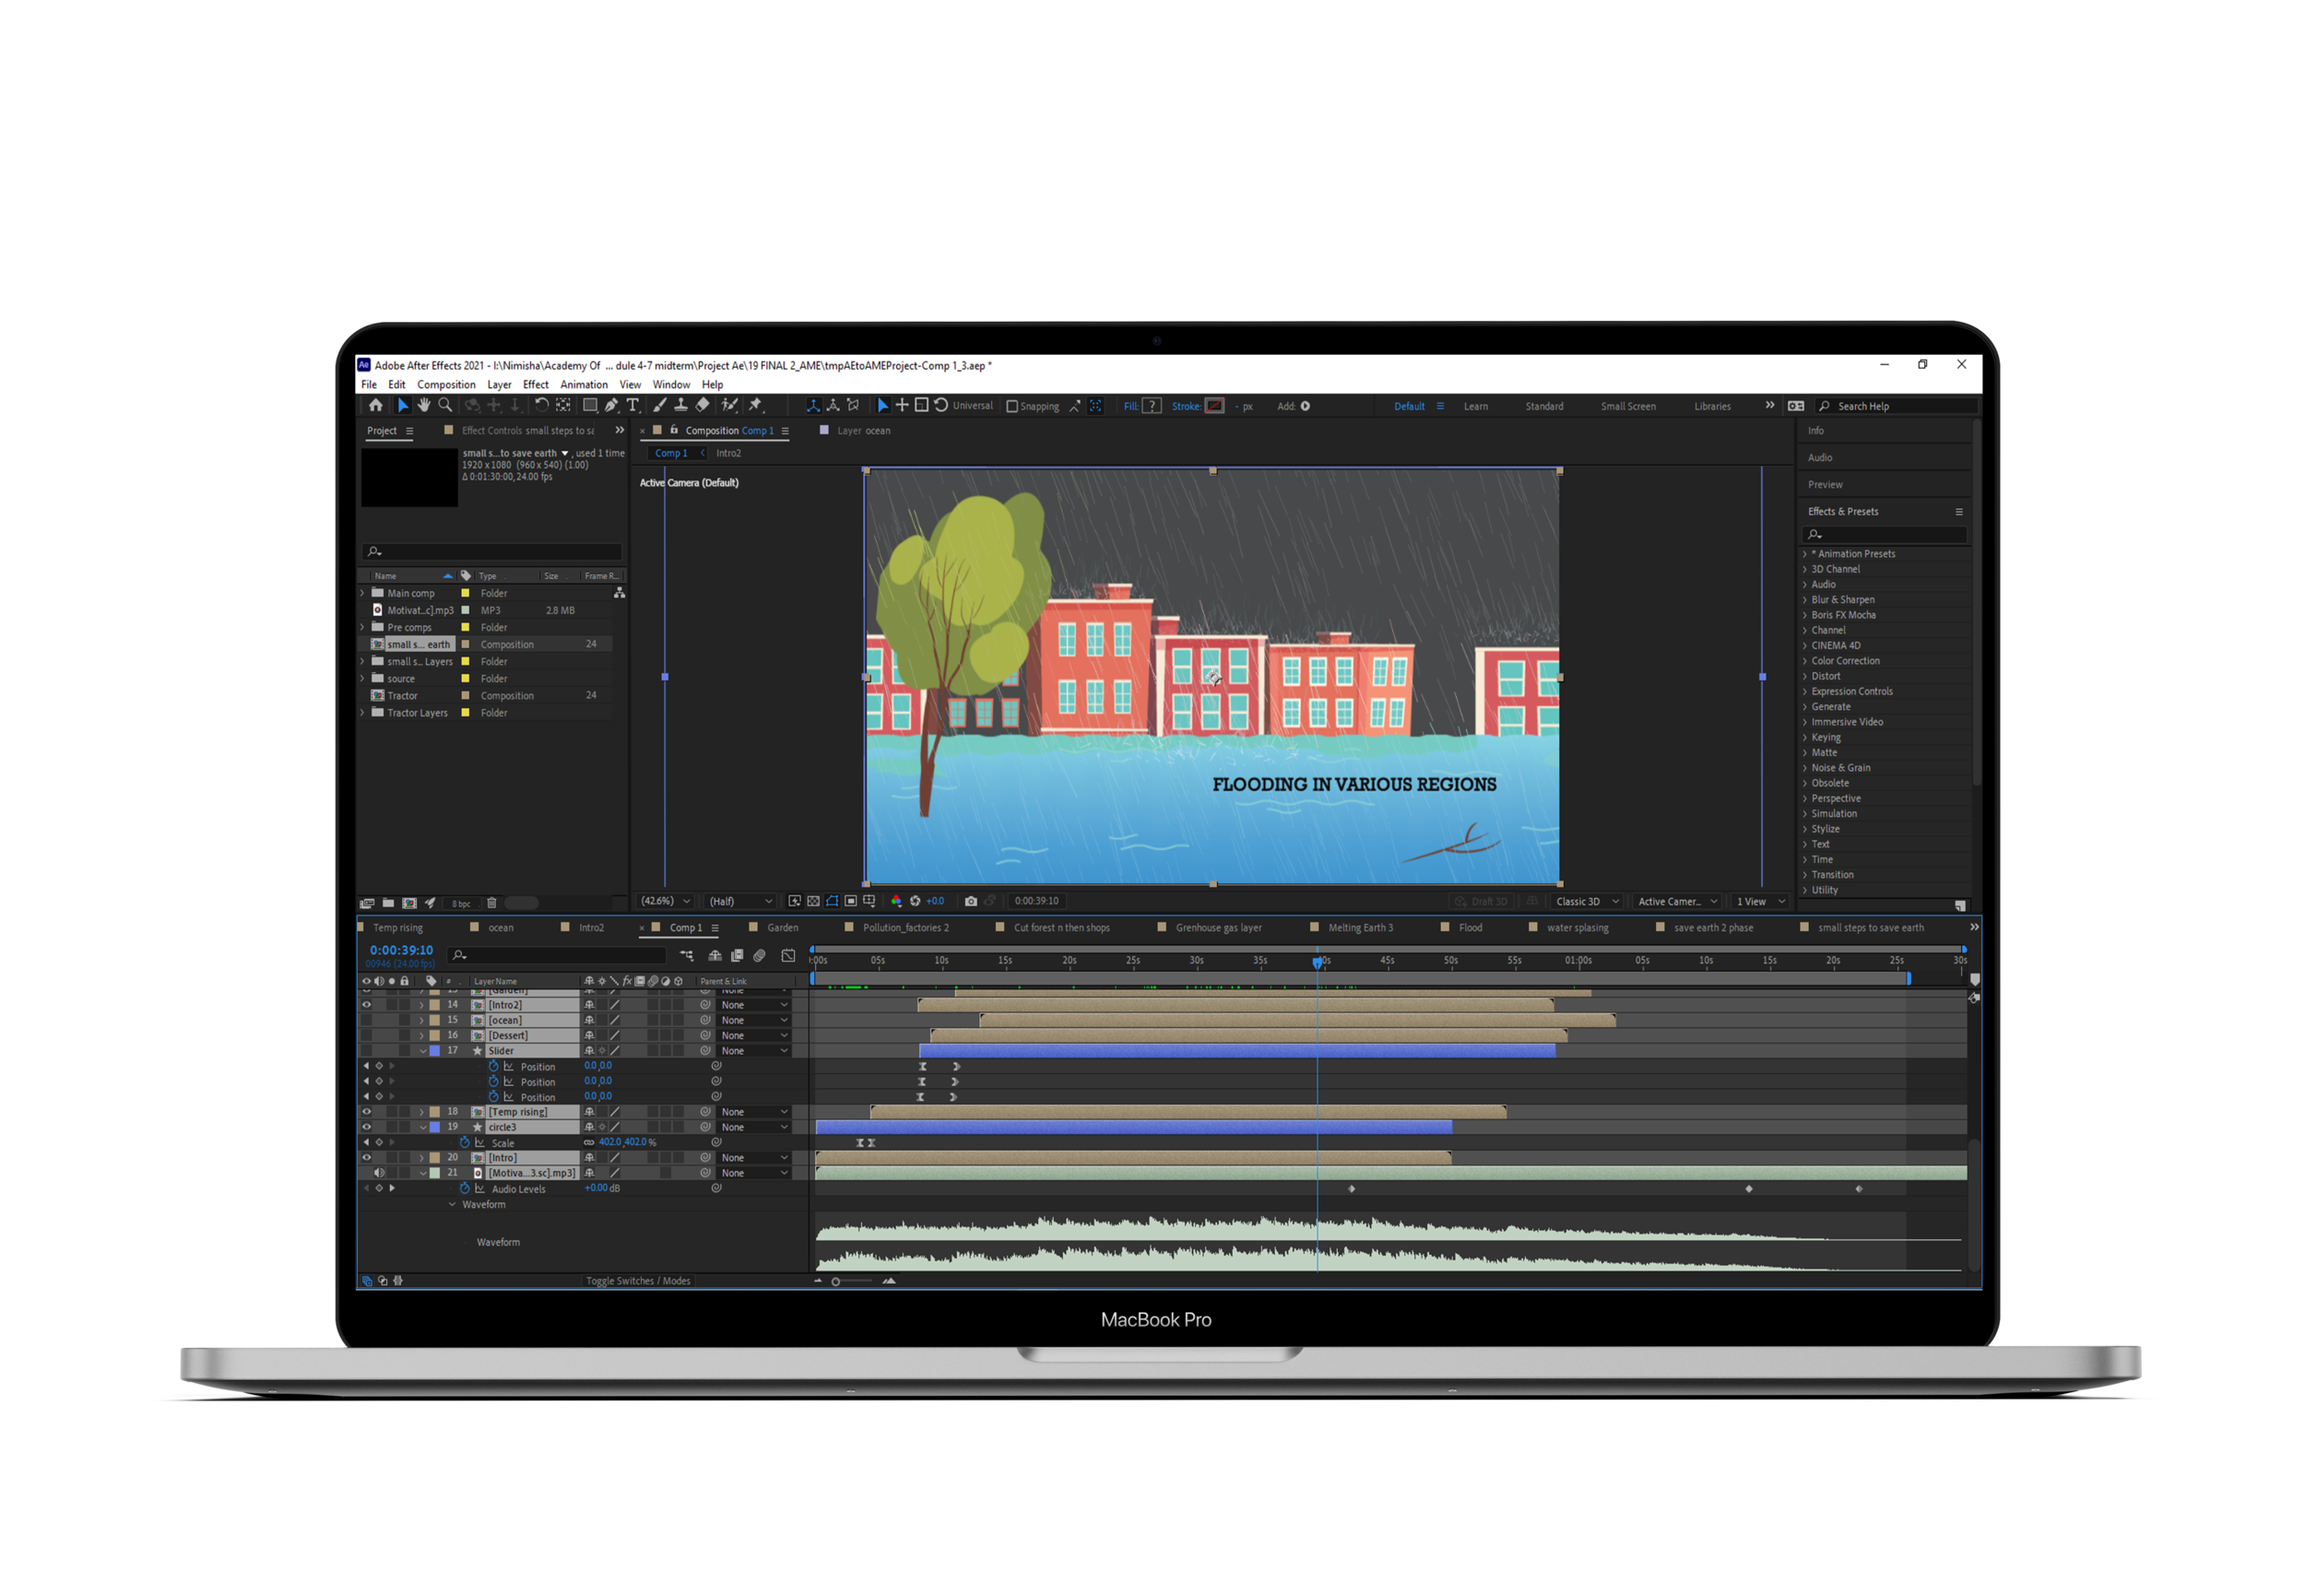 Adobe After Effects 2021 - I:\Nimisha\Academy Of ... dule 4-7 midterm\Project Ae\19 FINAL 2_AME\tmpAEtoAMEProject-Comp 1_3.aep *
File Edit Composition Layer Effect Animation View Window Help
Universal Snapping Fill: ? Stroke: - px Add: Default Learn Standard Small Screen Libraries Search Help
Project Effect Controls small steps to sa
small s...to save earth , used 1 time
1920 x 1080 (960 x 540) (1.00)
Δ 0:01:30:00, 24.00 fps
Name Type Size Frame R...
Main comp Folder
Motivat...c].mp3 MP3 2.8 MB
Pre comps Folder
small s... earth Composition 24
small s... Layers Folder
source Folder
Tractor Composition 24
Tractor Layers Folder
8 bpc
Composition Comp 1 Layer ocean
Comp 1 Intro2
Active Camera (Default)
FLOODING IN VARIOUS REGIONS
(42.6%) (Half) +0.0 0:00:39:10 Draft 3D Classic 3D Active Camer... 1 View
Info
Audio
Preview
Effects & Presets
* Animation Presets
3D Channel
Audio
Blur & Sharpen
Boris FX Mocha
Channel
CINEMA 4D
Color Correction
Distort
Expression Controls
Generate
Immersive Video
Keying
Matte
Noise & Grain
Obsolete
Perspective
Simulation
Stylize
Text
Time
Transition
Utility
Temp rising ocean Intro2 Comp 1 Garden Pollution_factories 2 Cut forest n then shops Grenhouse gas layer Melting Earth 3 Flood water splasing save earth 2 phase small steps to save earth
0:00:39:10
00946 (24.00 fps)
:00s 05s 10s 15s 20s 25s 30s 35s 40s 45s 50s 55s 01:00s 05s 10s 15s 20s 25s 30s
# Layer Name Parent & Link
[Garden] None
14 [Intro2] None
15 [ocean] None
16 [Dessert] None
17 Slider None
Position 0.0,0.0
Position 0.0,0.0
Position 0.0,0.0
18 [Temp rising] None
19 circle3 None
Scale 402.0,402.0 %
20 [Intro] None
21 [Motiva...3.sc].mp3] None
Audio Levels +0.00 dB
Waveform
Waveform
Toggle Switches / Modes
MacBook Pro